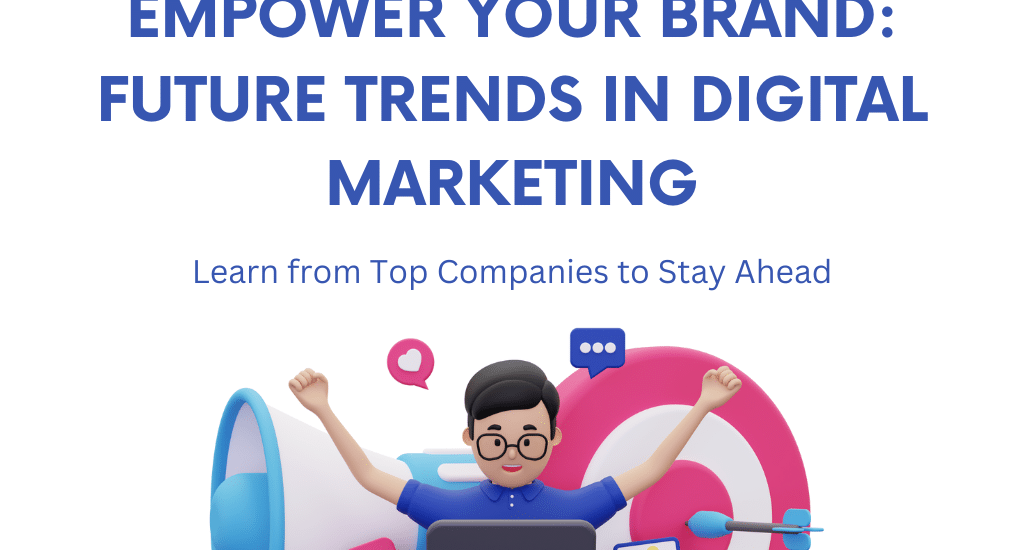 EMPOWER YOUR BRAND:
FUTURE TRENDS IN DIGITAL
MARKETING
Learn from Top Companies to Stay Ahead